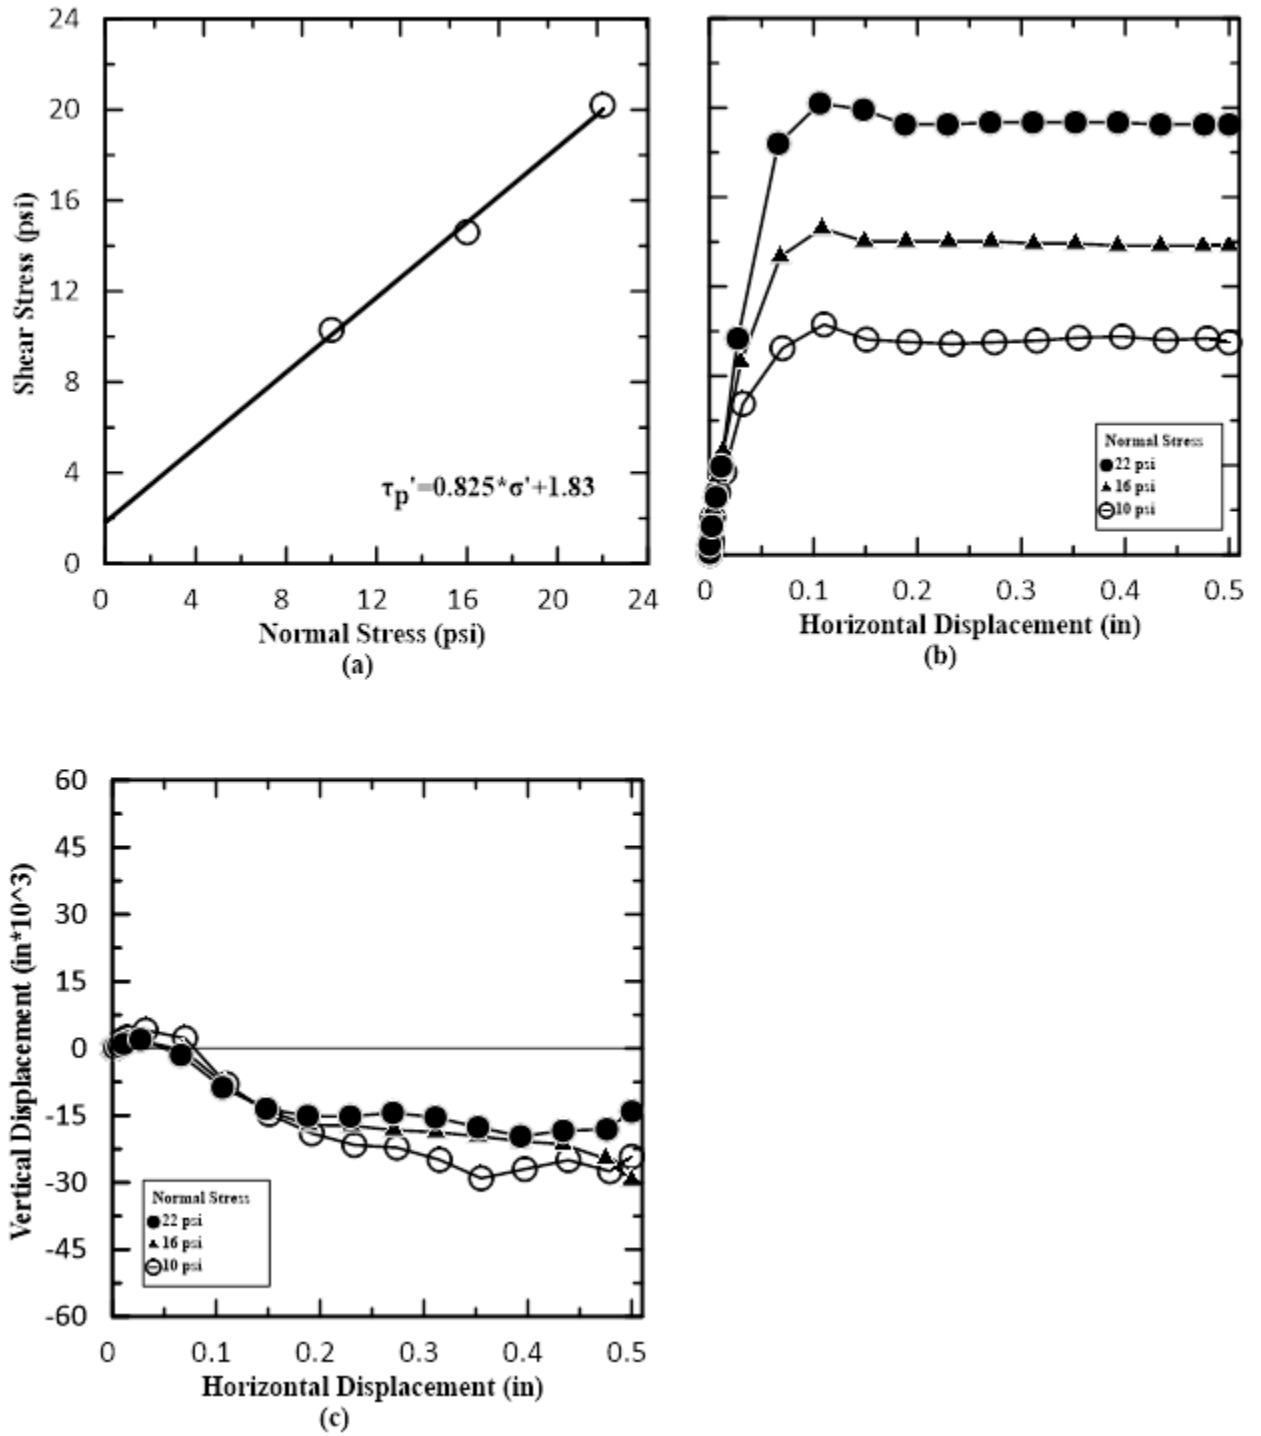 24
20
16
12
8
4
0
Shear Stress (psi)
τp'=0.825*σ'+1.83
0 4 8 12 16 20 24
Normal Stress (psi)
(a)
Normal Stress
22 psi
16 psi
10 psi
0 0.1 0.2 0.3 0.4 0.5
Horizontal Displacement (in)
(b)
60
45
30
15
0
-15
-30
-45
-60
Vertical Displacement (in*10^3)
Normal Stress
22 psi
16 psi
10 psi
0 0.1 0.2 0.3 0.4 0.5
Horizontal Displacement (in)
(c)